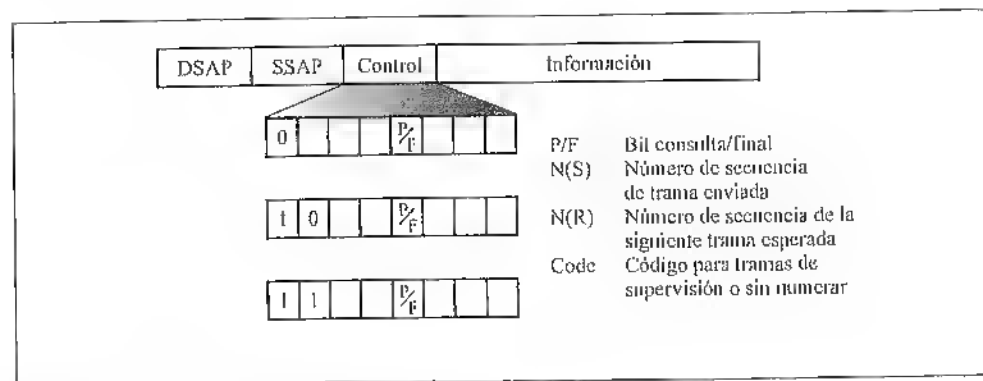 DSAP SSAP Control Información
0 P/F
P/F Bit consulta/final
N(S) Número de secuencia
de trama enviada
1 0 P/F
N(R) Número de secuencia de la
siguiente trama esperada
Code Código para tramas de
supervisión o sin numerar
1 1 P/F